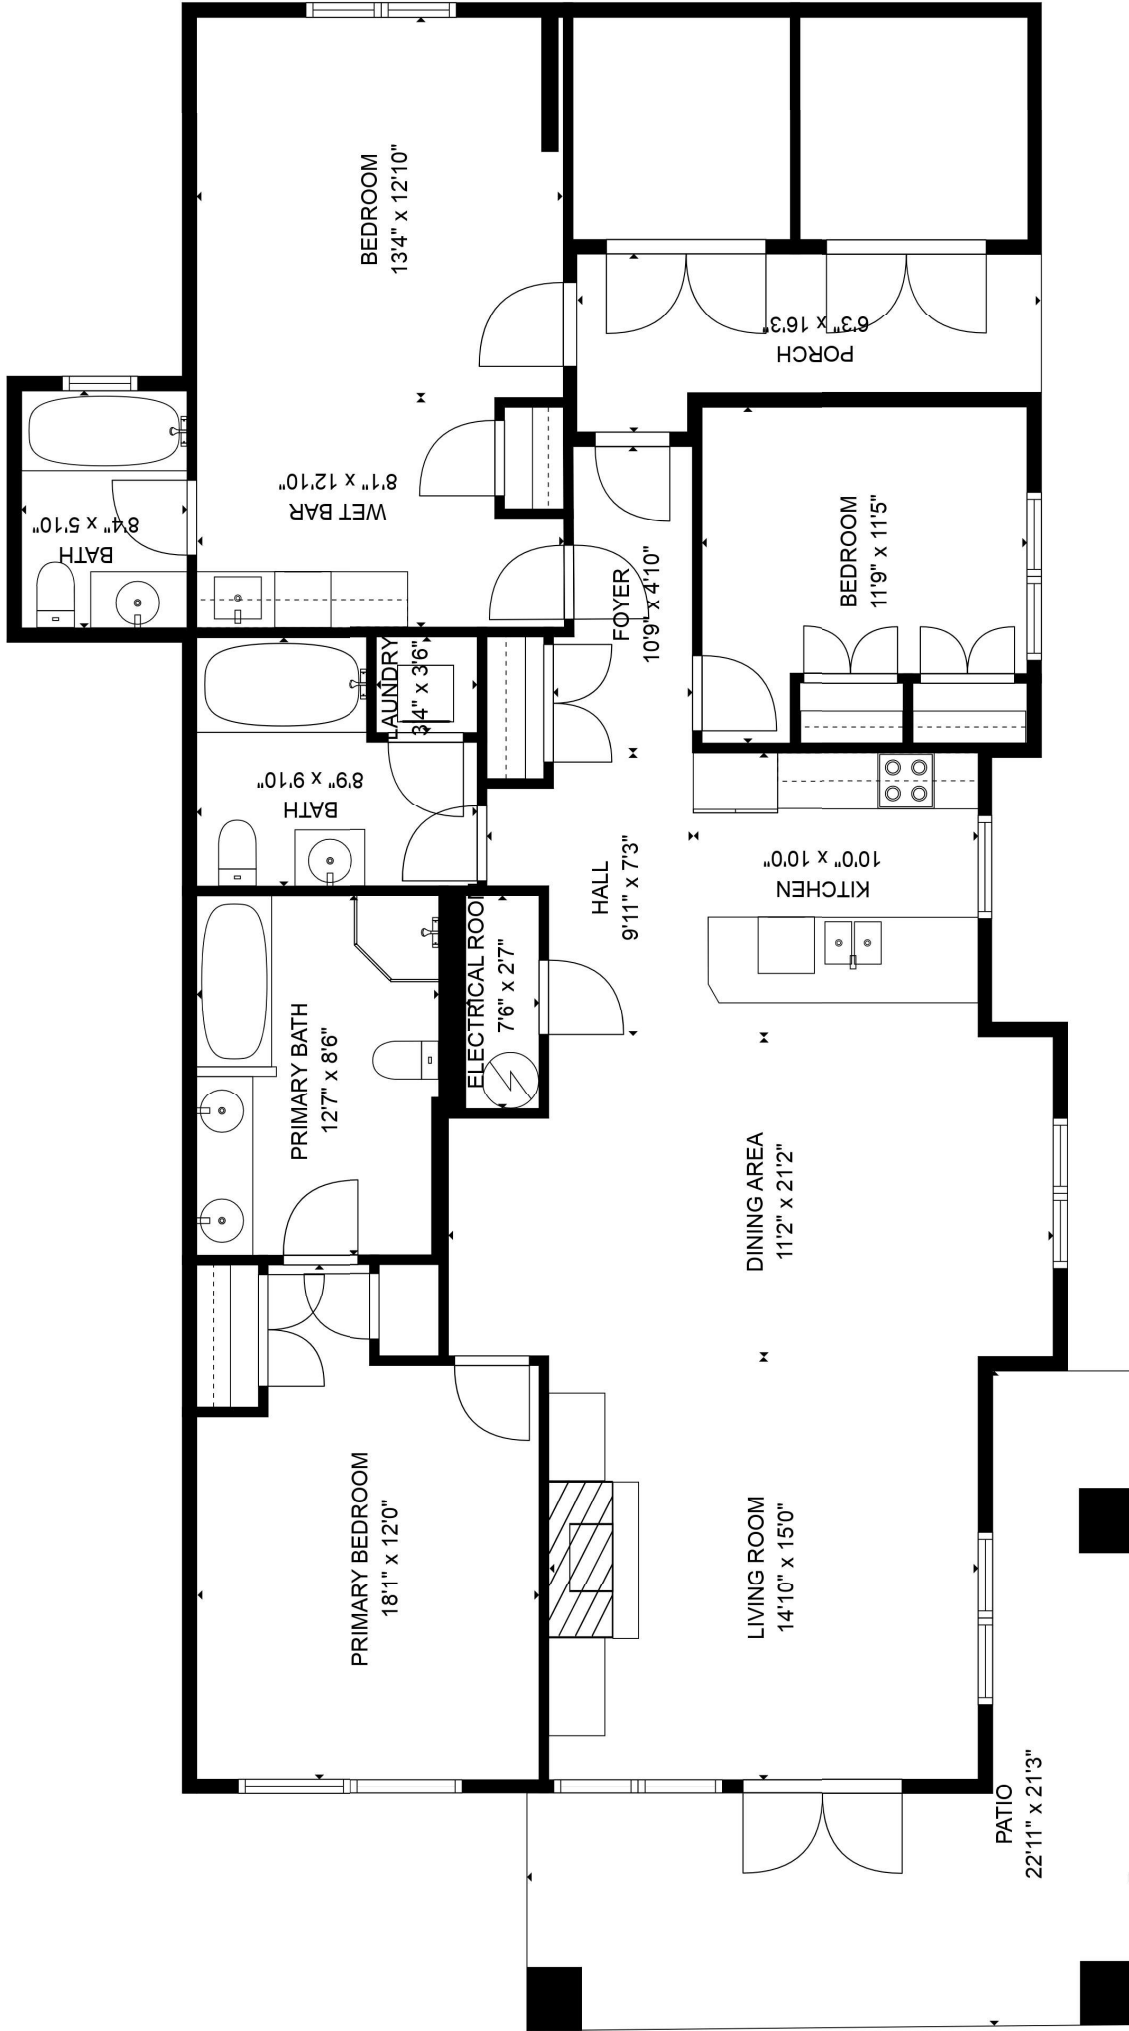 BEDROOM
13'4" x 12'10"
PORCH
6'3" x 16'3"
BATH
8'4" x 5'10"
WET BAR
8'1" x 12'10"
FOYER
10'9" x 4'10"
BEDROOM
11'9" x 11'5"
LAUNDRY
3'4" x 3'6"
BATH
8'9" x 9'10"
HALL
9'11" x 7'3"
KITCHEN
10'0" x 10'0"
PRIMARY BATH
12'7" x 8'6"
ELECTRICAL ROO
7'6" x 2'7"
DINING AREA
11'2" x 21'2"
PRIMARY BEDROOM
18'1" x 12'0"
LIVING ROOM
14'10" x 15'0"
PATIO
22'11" x 21'3"